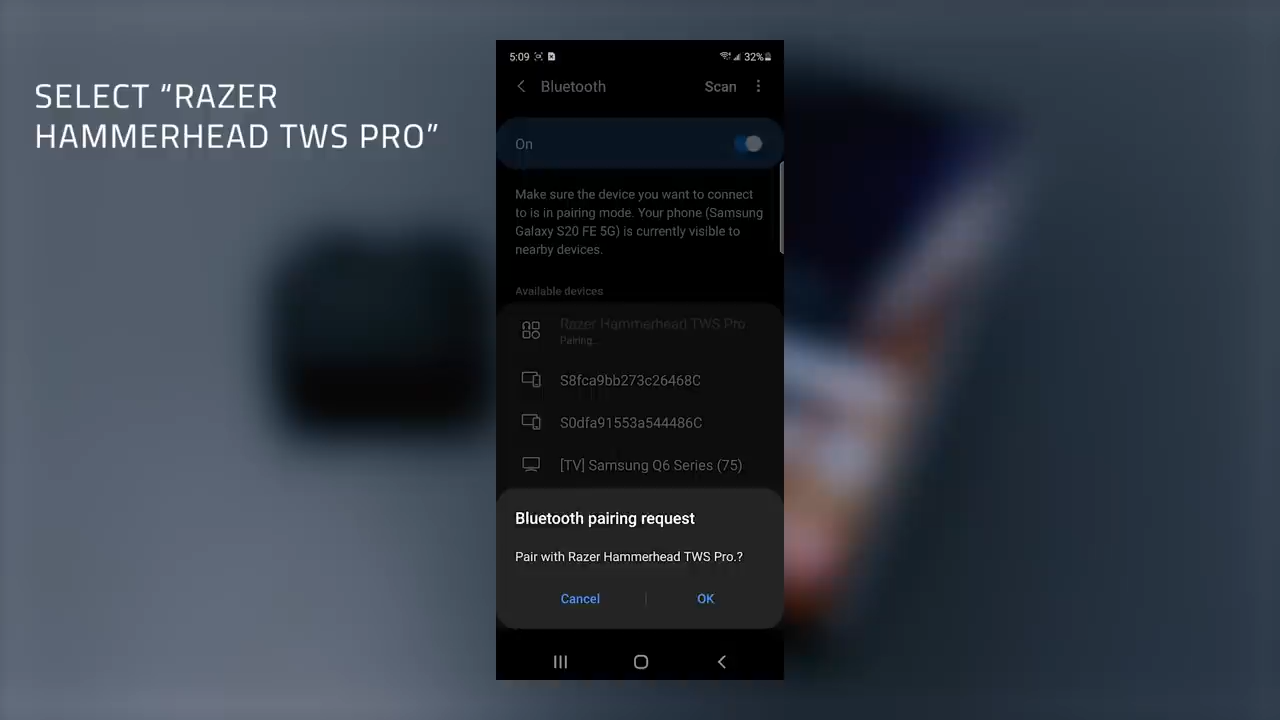 SELECT “RAZER
HAMMERHEAD TWS PRO”
5:09
32%
Bluetooth
Scan
On
Make sure the device you want to connect
to is in pairing mode. Your phone (Samsung
Galaxy S20 FE 5G) is currently visible to
nearby devices.
Available devices
Razer Hammerhead TWS Pro
Pairing...
S8fca9bb273c26468C
S0dfa91553a544486C
[TV] Samsung Q6 Series (75)
Bluetooth pairing request
Pair with Razer Hammerhead TWS Pro.?
Cancel
OK